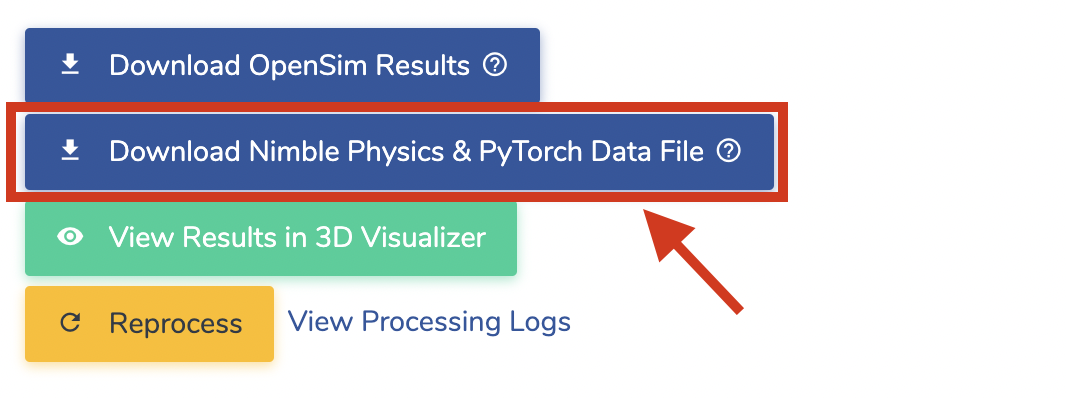 Download OpenSim Results
Download Nimble Physics & PyTorch Data File
View Results in 3D Visualizer
Reprocess View Processing Logs